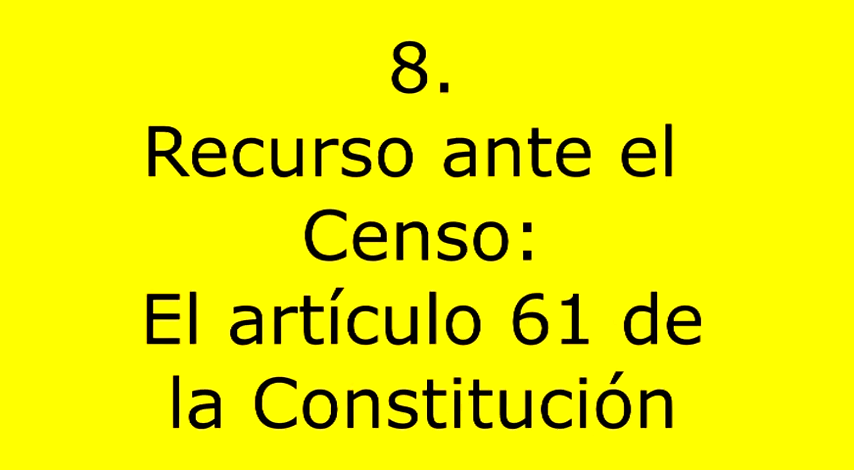 8.
Recurso ante el
Censo:
El artículo 61 de
la Constitución